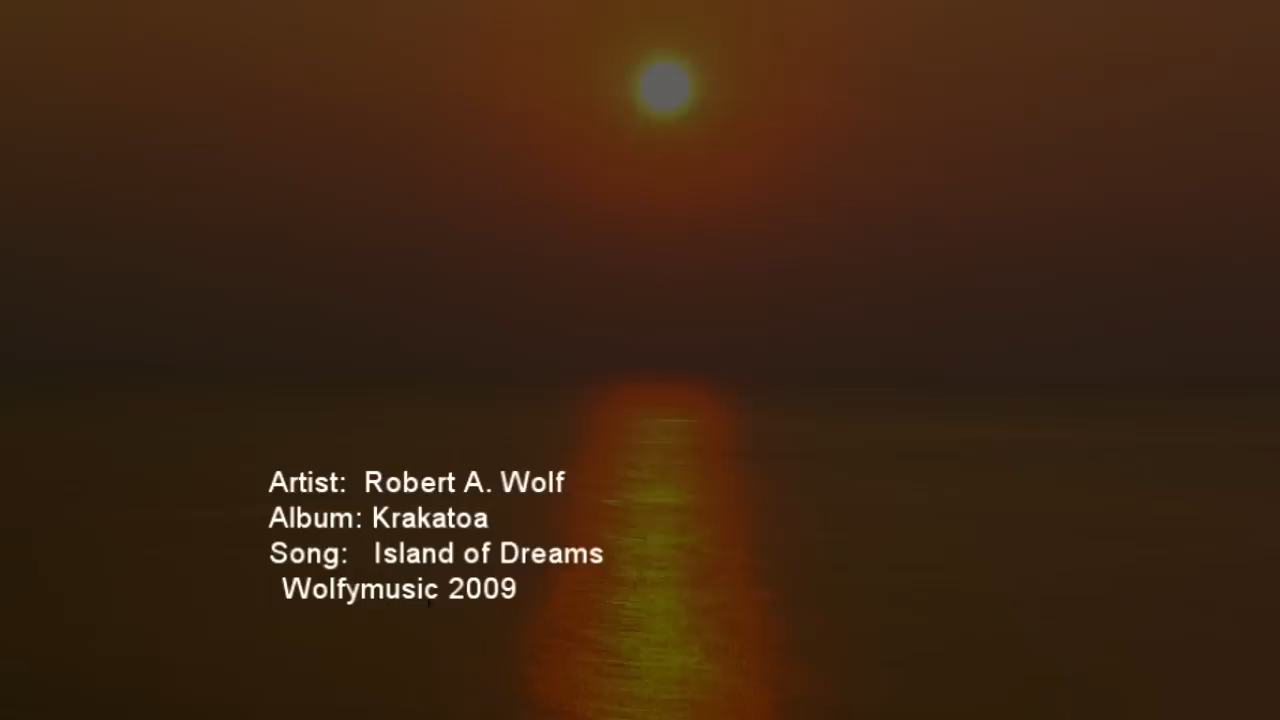 Artist: Robert A. Wolf
Album: Krakatoa
Song: Island of Dreams
Wolfymusic 2009